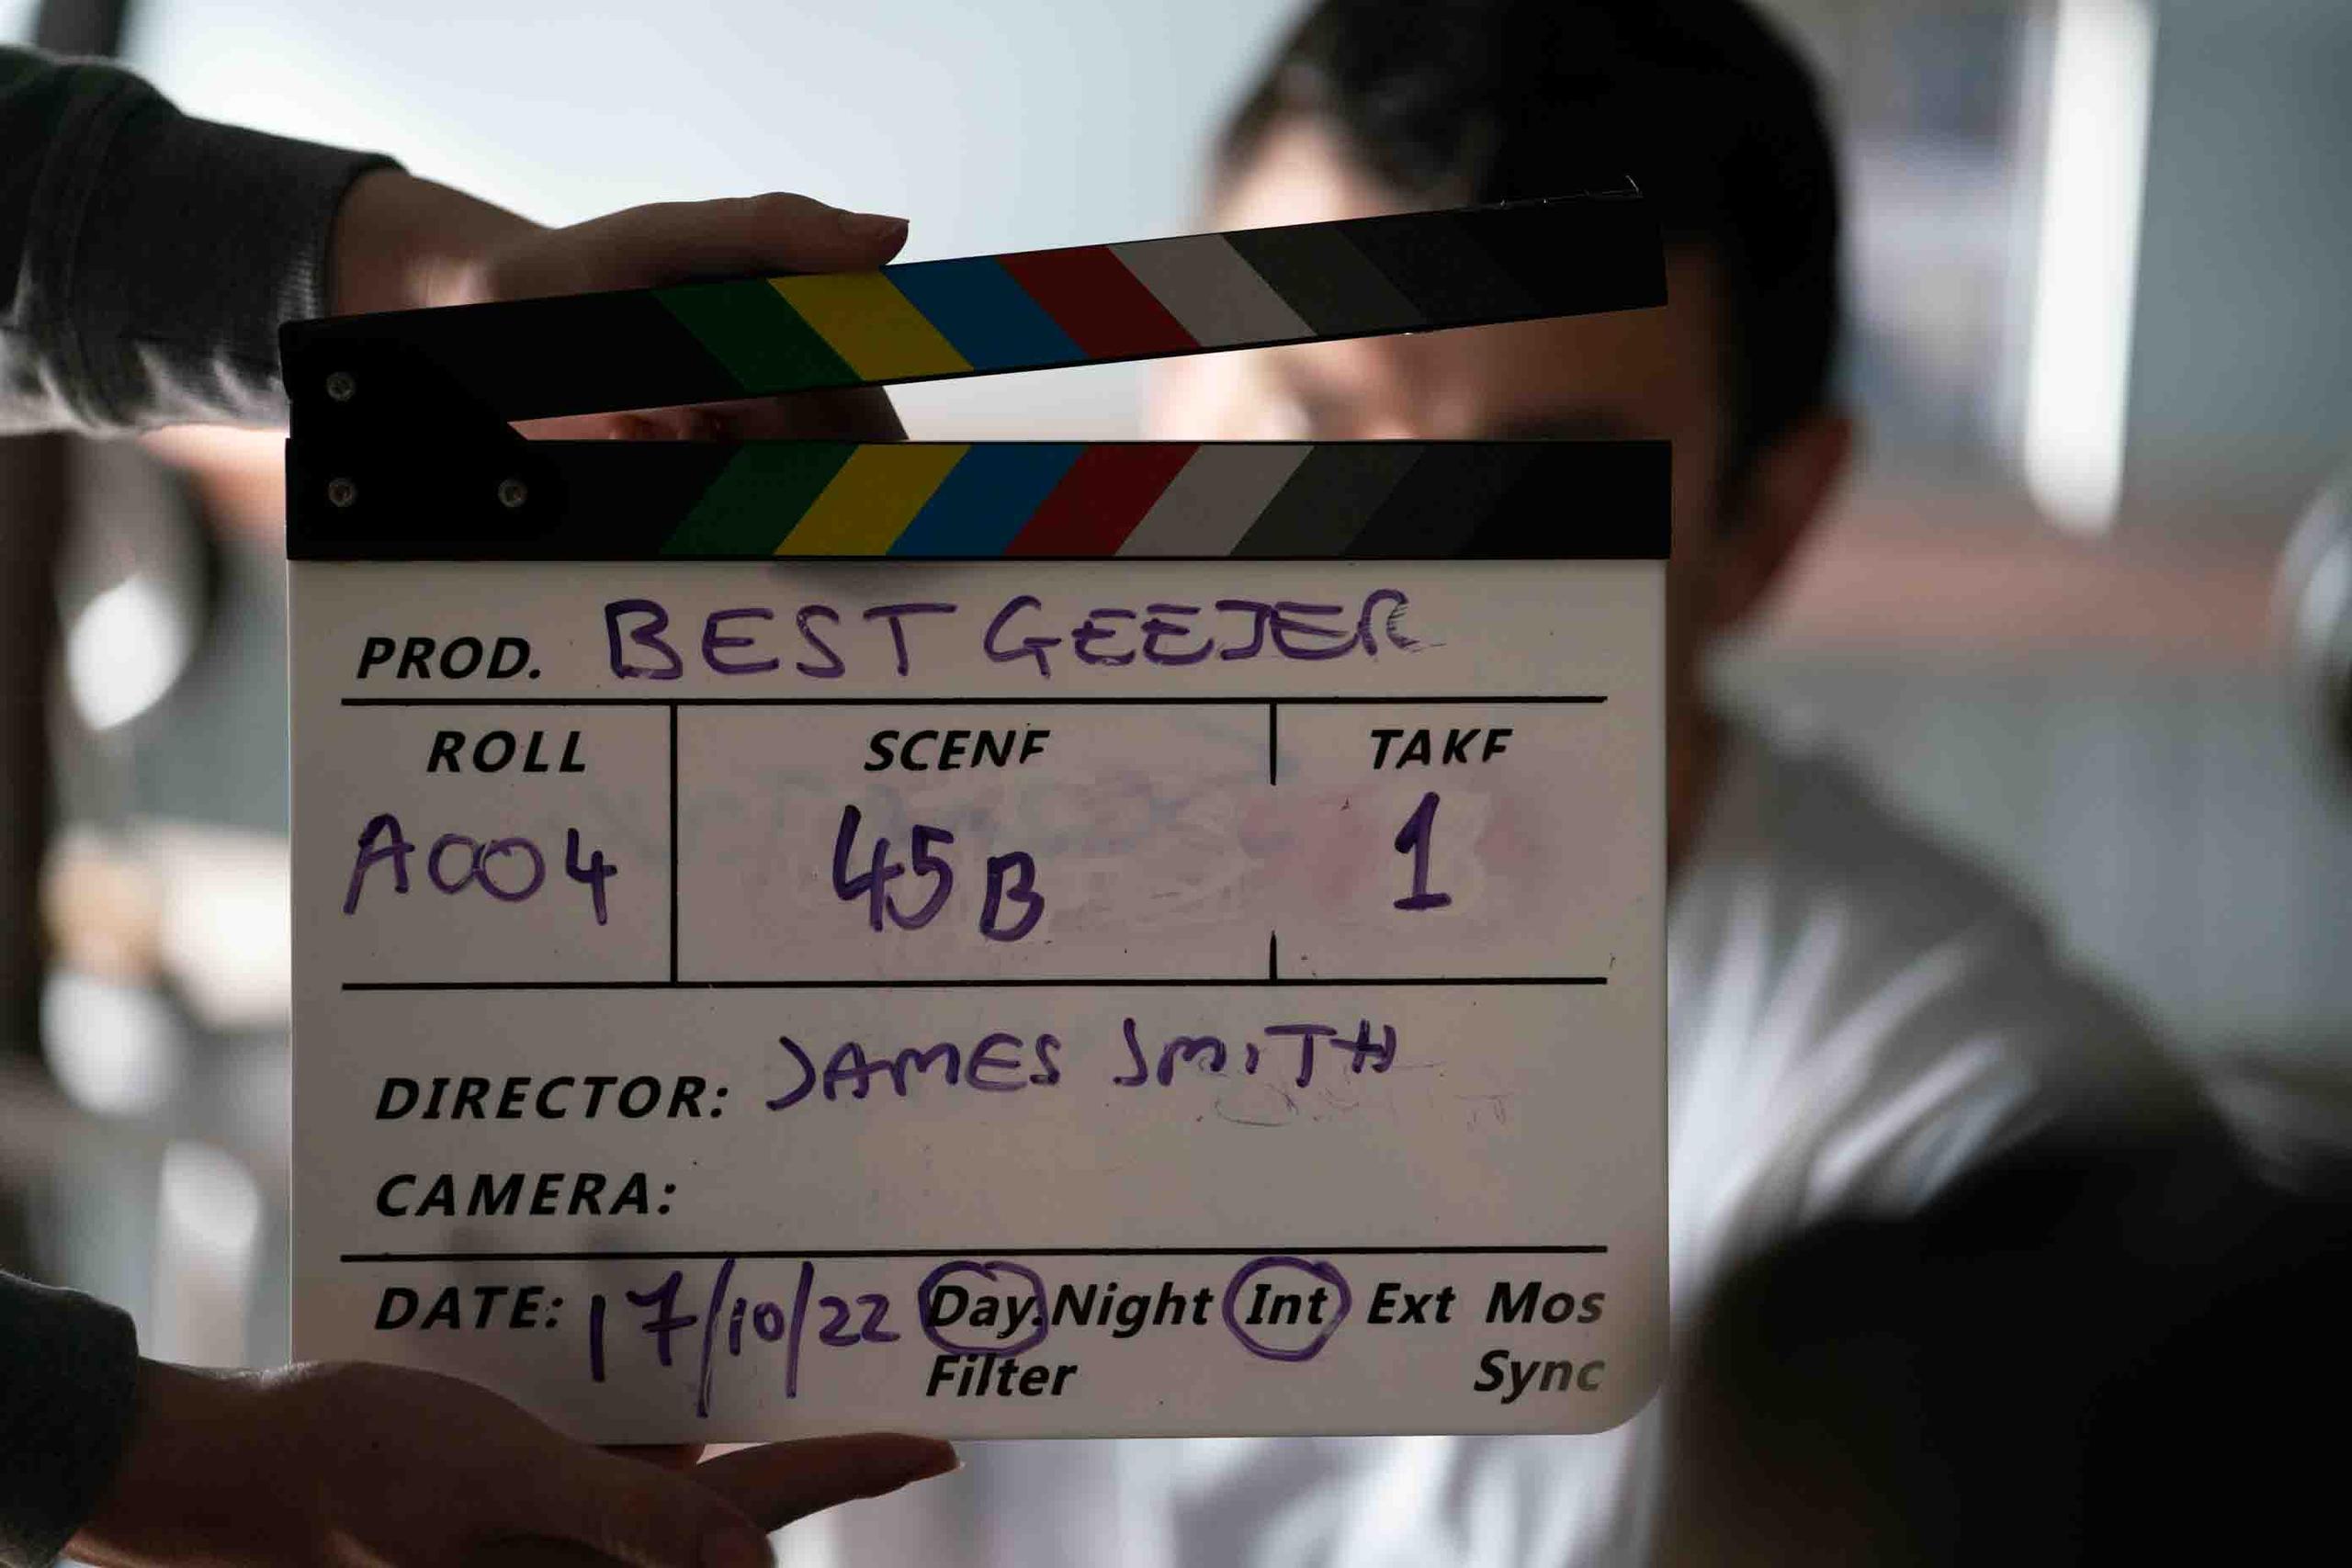 PROD. BEST GEEJER
ROLL SCENE TAKE
A004 45B 1
DIRECTOR: JAMES SMITH
CAMERA:
DATE: 17/10/22 Day. Night Int Ext Mos
Filter Sync